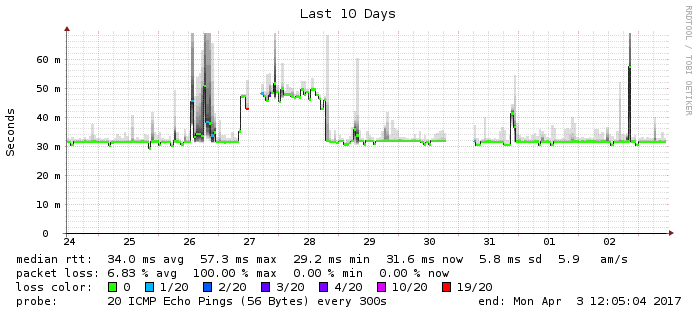 Last 10 Days
RRDTOOL / TOBI OETIKER
Seconds
60 m
50 m
40 m
30 m
20 m
10 m
0
24 25 26 27 28 29 30 31 01 02
median rtt: 34.0 ms avg 57.3 ms max 29.2 ms min 31.6 ms now 5.8 ms sd 5.9 am/s
packet loss: 6.83 % avg 100.00 % max 0.00 % min 0.00 % now
loss color: 0 1/20 2/20 3/20 4/20 10/20 19/20
probe: 20 ICMP Echo Pings (56 Bytes) every 300s end: Mon Apr 3 12:05:04 2017